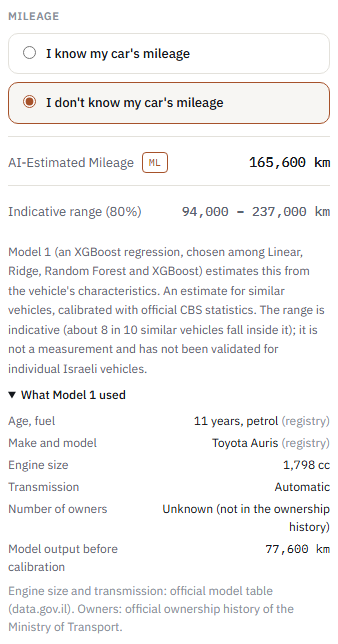 MILEAGE
I know my car's mileage
I don't know my car's mileage
AI-Estimated Mileage ML 165,600 km
Indicative range (80%) 94,000 – 237,000 km
Model 1 (an XGBoost regression, chosen among Linear,
Ridge, Random Forest and XGBoost) estimates this from
the vehicle's characteristics. An estimate for similar
vehicles, calibrated with official CBS statistics. The range is
indicative (about 8 in 10 similar vehicles fall inside it); it is
not a measurement and has not been validated for
individual Israeli vehicles.
▼ What Model 1 used
Age, fuel 11 years, petrol (registry)
Make and model Toyota Auris (registry)
Engine size 1,798 cc
Transmission Automatic
Number of owners Unknown (not in the ownership
history)
Model output before 77,600 km
calibration
Engine size and transmission: official model table
(data.gov.il). Owners: official ownership history of the
Ministry of Transport.